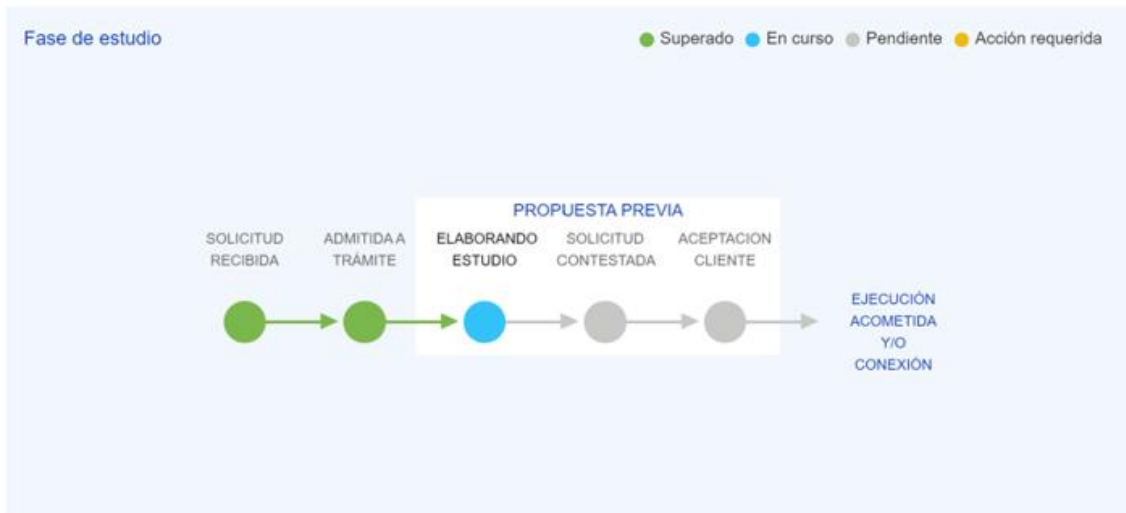 Fase de estudio
Superado
En curso
Pendiente
Acción requerida
PROPUESTA PREVIA
SOLICITUD
RECIBIDA
ADMITIDA A
TRÁMITE
ELABORANDO
ESTUDIO
SOLICITUD
CONTESTADA
ACEPTACION
CLIENTE
EJECUCIÓN
ACOMETIDA
Y/O
CONEXIÓN